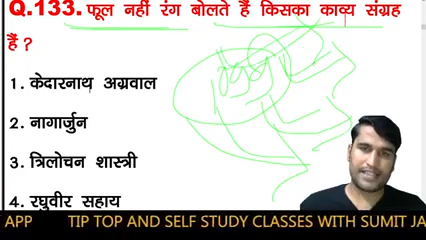 Q.133. फूल नहीं रंग बोलते हैं किसका काव्य संग्रह
हैं?
1. केदारनाथ अग्रवाल
2. नागार्जुन
3. त्रिलोचन शास्त्री
4. रघुवीर सहाय
APP TIP TOP AND SELF STUDY CLASSES WITH SUMIT JA